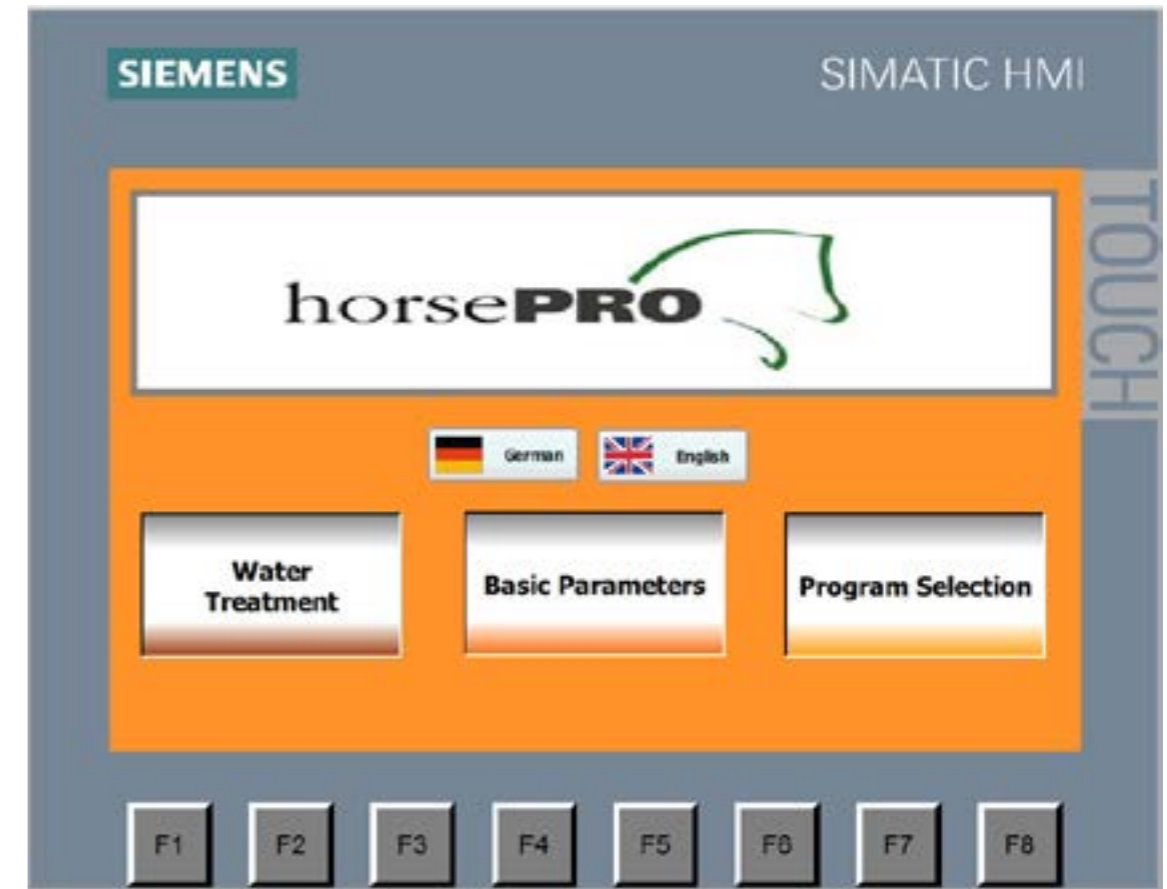 SIEMENS
SIMATIC HMI
TOUCH
horsePRO
German
English
Water
Treatment
Basic Parameters
Program Selection
F1
F2
F3
F4
F5
F6
F7
F8